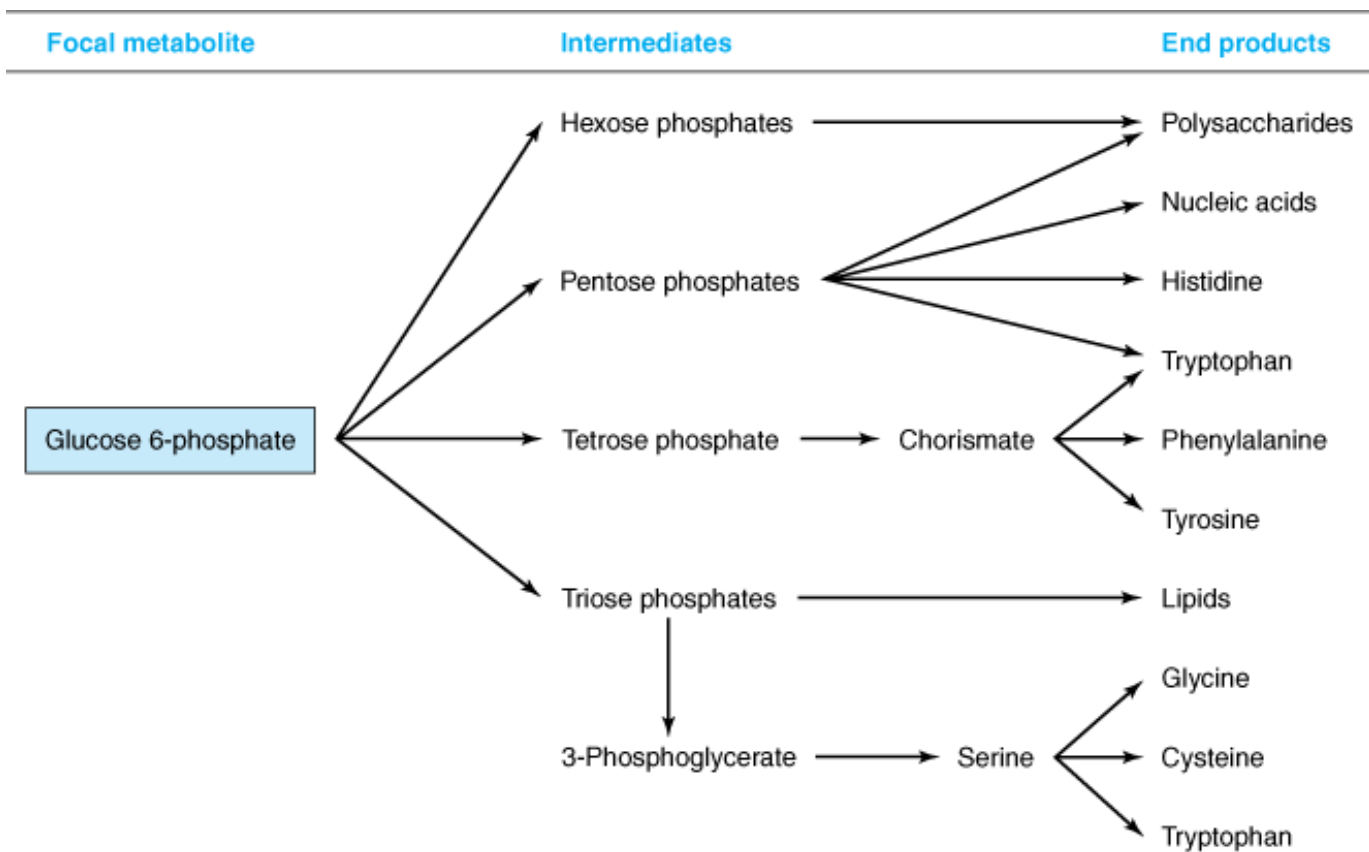 Focal metabolite Intermediates End products
Hexose phosphates Polysaccharides
Nucleic acids
Pentose phosphates Histidine
Tryptophan
Glucose 6-phosphate Tetrose phosphate Chorismate Phenylalanine
Tyrosine
Triose phosphates Lipids
Glycine
3-Phosphoglycerate Serine Cysteine
Tryptophan